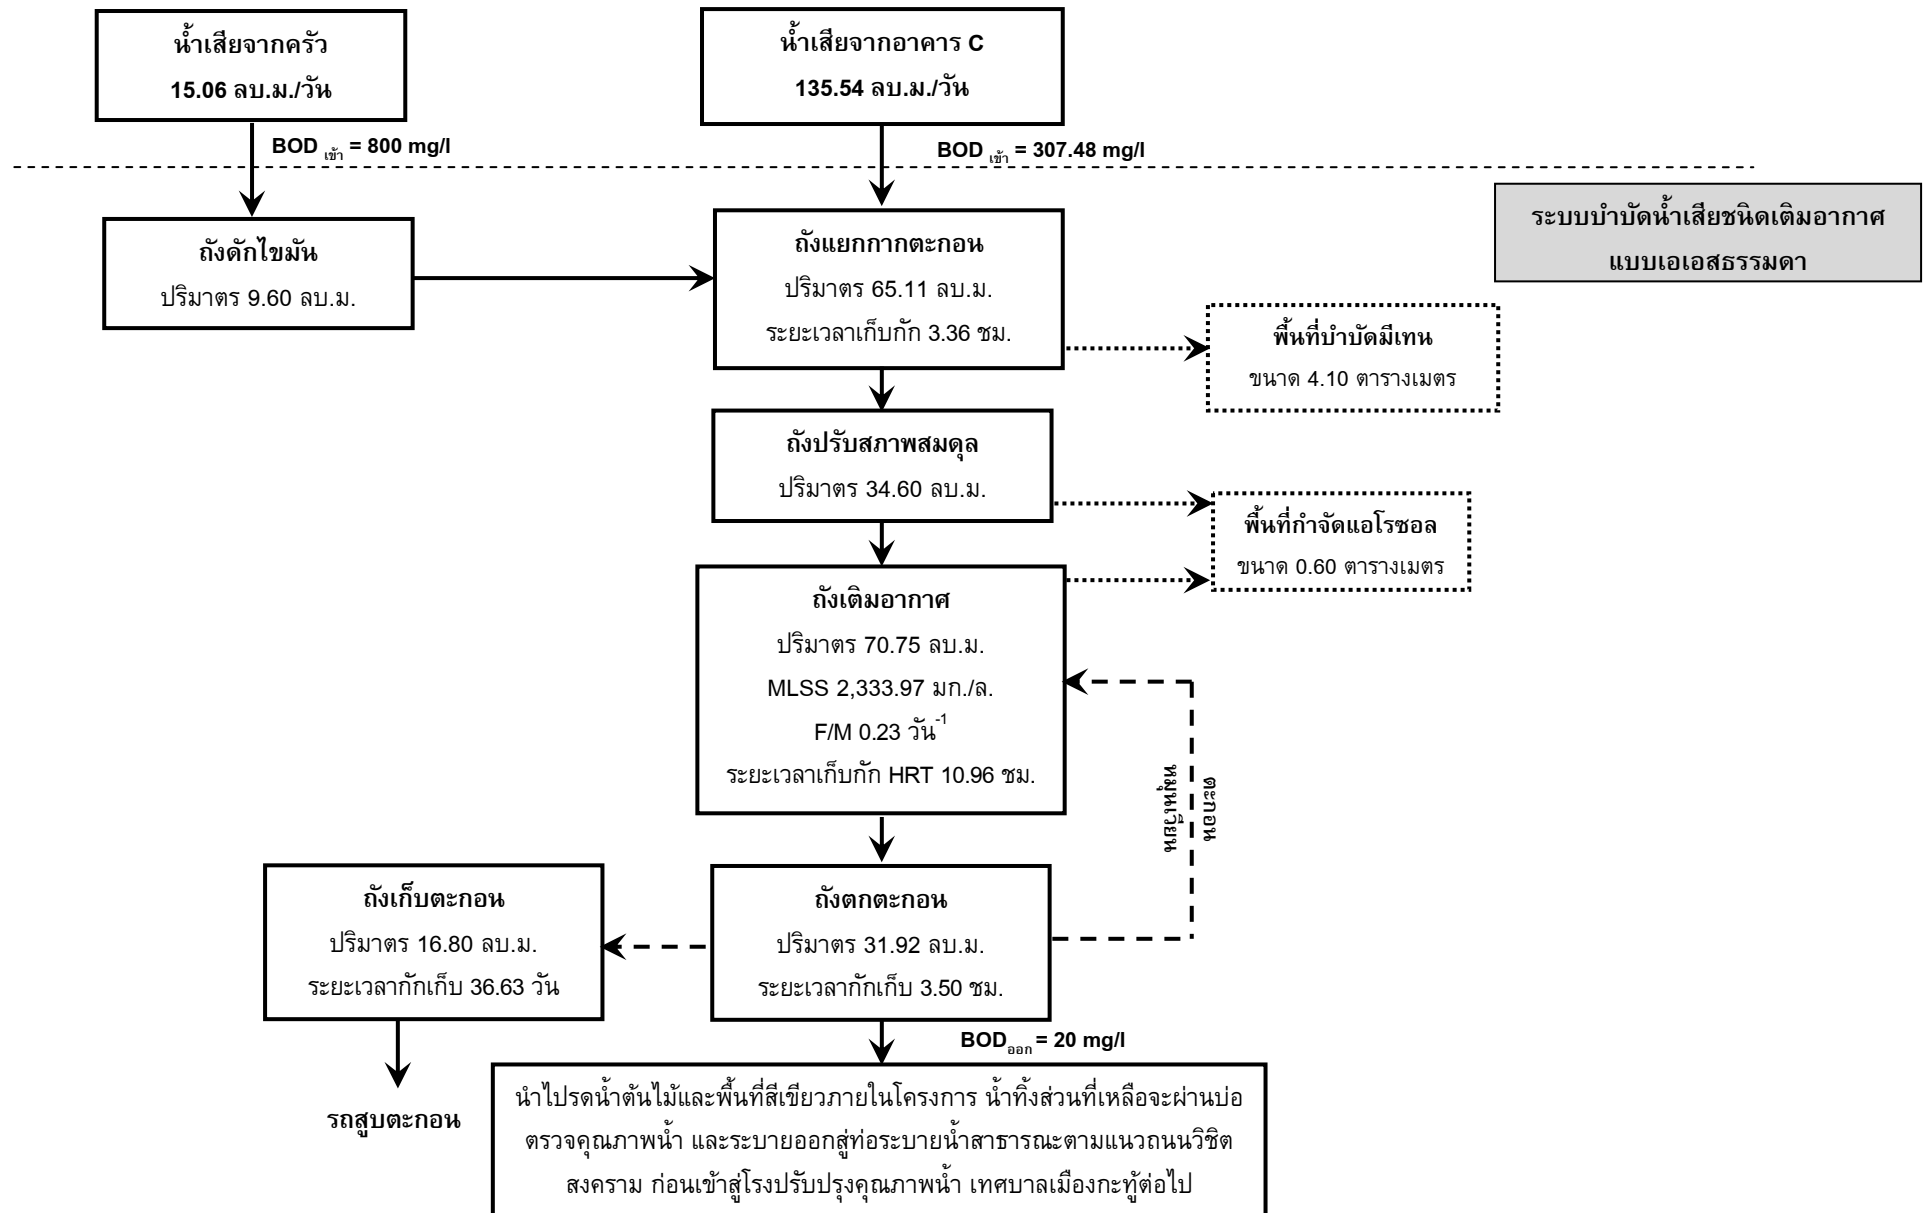 น้ำเสียจากครัว
15.06 ลบ.ม./วัน
น้ำเสียจากอาคาร C
135.54 ลบ.ม./วัน
BOD เข้า = 800 mg/l
BOD เข้า = 307.48 mg/l
ระบบบำบัดน้ำเสียชนิดเติมอากาศ
แบบเอเอสธรรมดา
ถังดักไขมัน
ปริมาตร 9.60 ลบ.ม.
ถังแยกกากตะกอน
ปริมาตร 65.11 ลบ.ม.
ระยะเวลาเก็บกัก 3.36 ชม.
พื้นที่บำบัดมีเทน
ขนาด 4.10 ตารางเมตร
ถังปรับสภาพสมดุล
ปริมาตร 34.60 ลบ.ม.
พื้นที่กำจัดแอโรซอล
ขนาด 0.60 ตารางเมตร
ถังเติมอากาศ
ปริมาตร 70.75 ลบ.ม.
MLSS 2,333.97 มก./ล.
F/M 0.23 วัน-1
ระยะเวลาเก็บกัก HRT 10.96 ชม.
ตะกอน
หมุนเวียน
ถังเก็บตะกอน
ปริมาตร 16.80 ลบ.ม.
ระยะเวลากักเก็บ 36.63 วัน
ถังตกตะกอน
ปริมาตร 31.92 ลบ.ม.
ระยะเวลากักเก็บ 3.50 ชม.
BODออก = 20 mg/l
รถสูบตะกอน
นำไปรดน้ำต้นไม้และพื้นที่สีเขียวภายในโครงการ น้ำทิ้งส่วนที่เหลือจะผ่านบ่อ
ตรวจคุณภาพน้ำ และระบายออกสู่ท่อระบายน้ำสาธารณะตามแนวถนนวิชิต
สงคราม ก่อนเข้าสู่โรงปรับปรุงคุณภาพน้ำ เทศบาลเมืองกะทู้ต่อไป